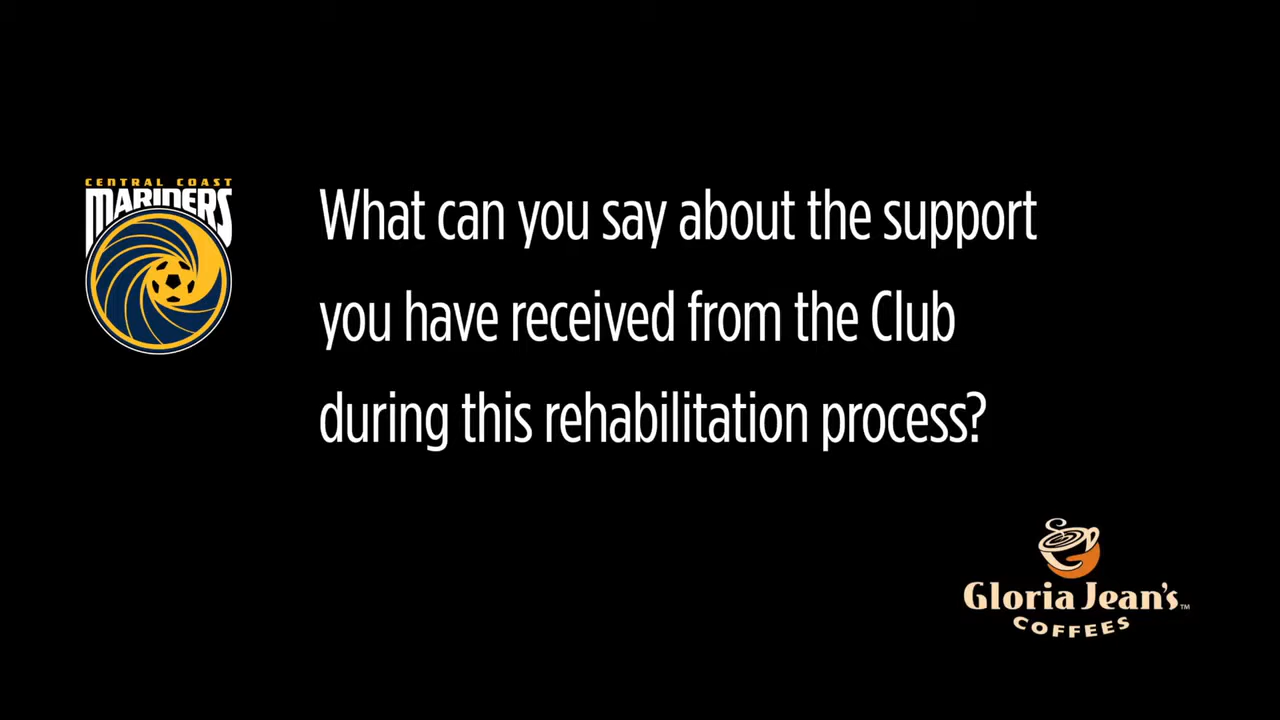 CENTRAL COAST
MARINERS
What can you say about the support
you have received from the Club
during this rehabilitation process?
Gloria Jean's™
COFFEES